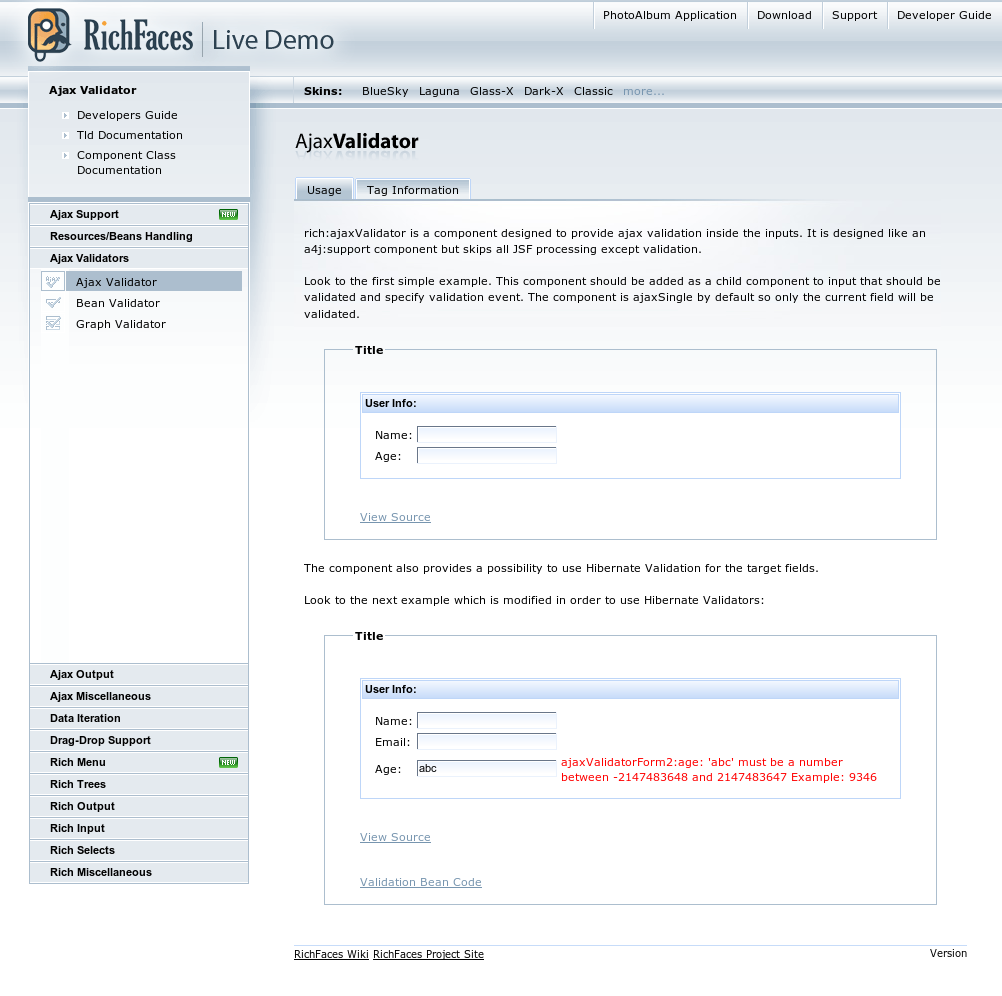 PhotoAlbum Application Download Support Developer Guide
RichFaces Live Demo
Ajax Validator
Developers Guide
Tld Documentation
Component Class
Documentation
Skins: BlueSky Laguna Glass-X Dark-X Classic more...
Ajax Support NEW
Resources/Beans Handling
Ajax Validators
Ajax Validator
Bean Validator
Graph Validator
Ajax Output
Ajax Miscellaneous
Data Iteration
Drag-Drop Support
Rich Menu NEW
Rich Trees
Rich Output
Rich Input
Rich Selects
Rich Miscellaneous
AjaxValidator
Usage Tag Information
rich:ajaxValidator is a component designed to provide ajax validation inside the inputs. It is designed like an
a4j:support component but skips all JSF processing except validation.
Look to the first simple example. This component should be added as a child component to input that should be
validated and specify validation event. The component is ajaxSingle by default so only the current field will be
validated.
Title
User Info:
Name:
Age:
View Source
The component also provides a possibility to use Hibernate Validation for the target fields.
Look to the next example which is modified in order to use Hibernate Validators:
Title
User Info:
Name:
Email:
Age: abc ajaxValidatorForm2:age: 'abc' must be a number
between -2147483648 and 2147483647 Example: 9346
View Source
Validation Bean Code
RichFaces Wiki RichFaces Project Site Version